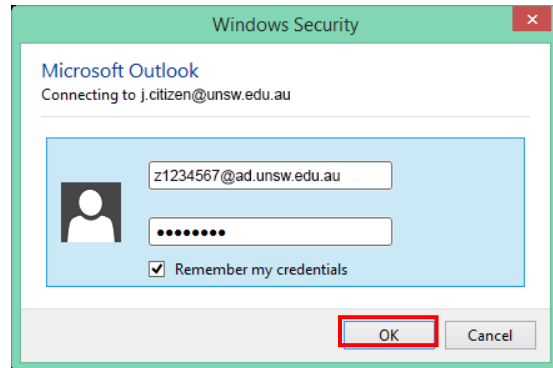 Windows Security
Microsoft Outlook
Connecting to j.citizen@unsw.edu.au
z1234567@ad.unsw.edu.au
••••••••
Remember my credentials
OK Cancel